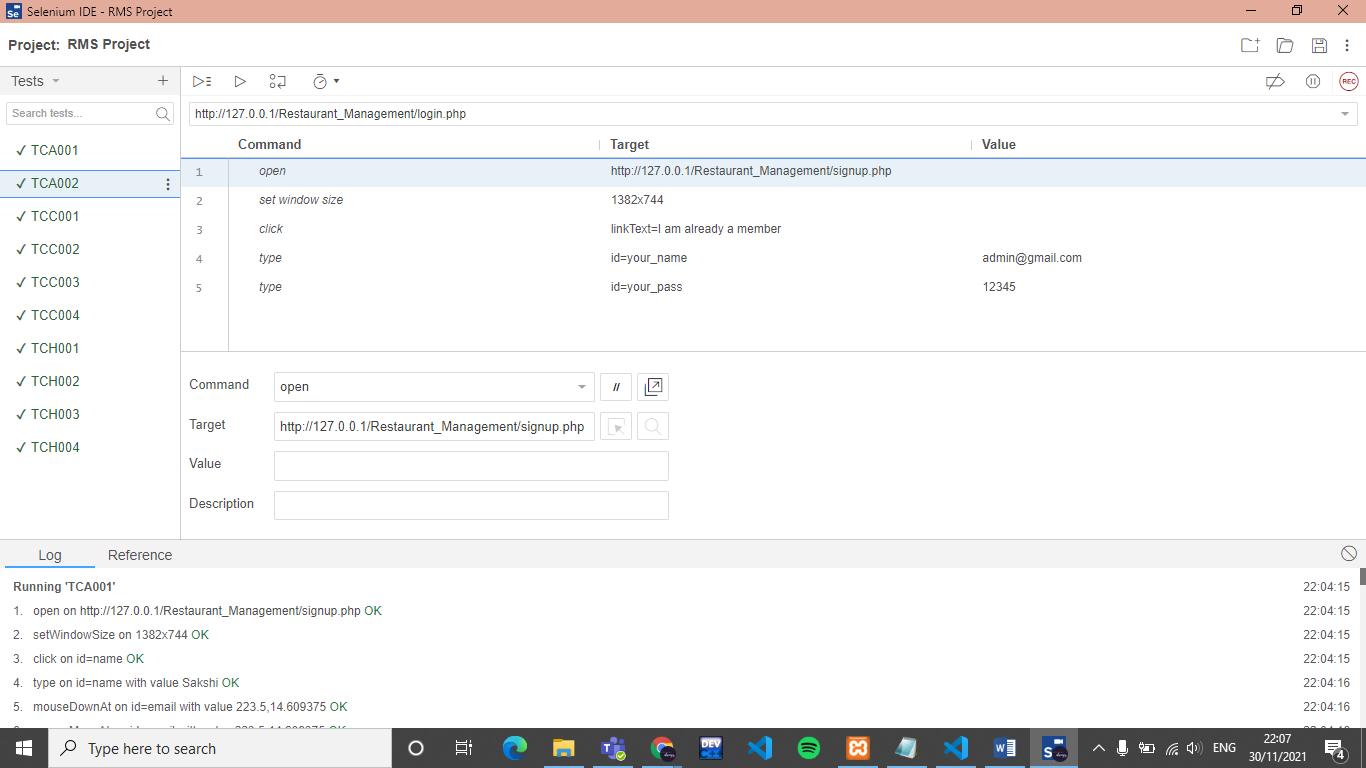 Selenium IDE - RMS Project
Project: RMS Project
Tests
Search tests...
TCA001
TCA002
TCC001
TCC002
TCC003
TCC004
TCH001
TCH002
TCH003
TCH004
REC
http://127.0.0.1/Restaurant_Management/login.php
Command Target Value
1 open http://127.0.0.1/Restaurant_Management/signup.php
2 set window size 1382x744
3 click linkText=I am already a member
4 type id=your_name admin@gmail.com
5 type id=your_pass 12345
Command open //
Target http://127.0.0.1/Restaurant_Management/signup.php
Value
Description
Log Reference
Running 'TCA001' 22:04:15
1. open on http://127.0.0.1/Restaurant_Management/signup.php OK 22:04:15
2. setWindowSize on 1382x744 OK 22:04:15
3. click on id=name OK 22:04:15
4. type on id=name with value Sakshi OK 22:04:16
5. mouseDownAt on id=email with value 223.5,14.609375 OK 22:04:16
Type here to search
DEV
ENG
22:07
30/11/2021
4